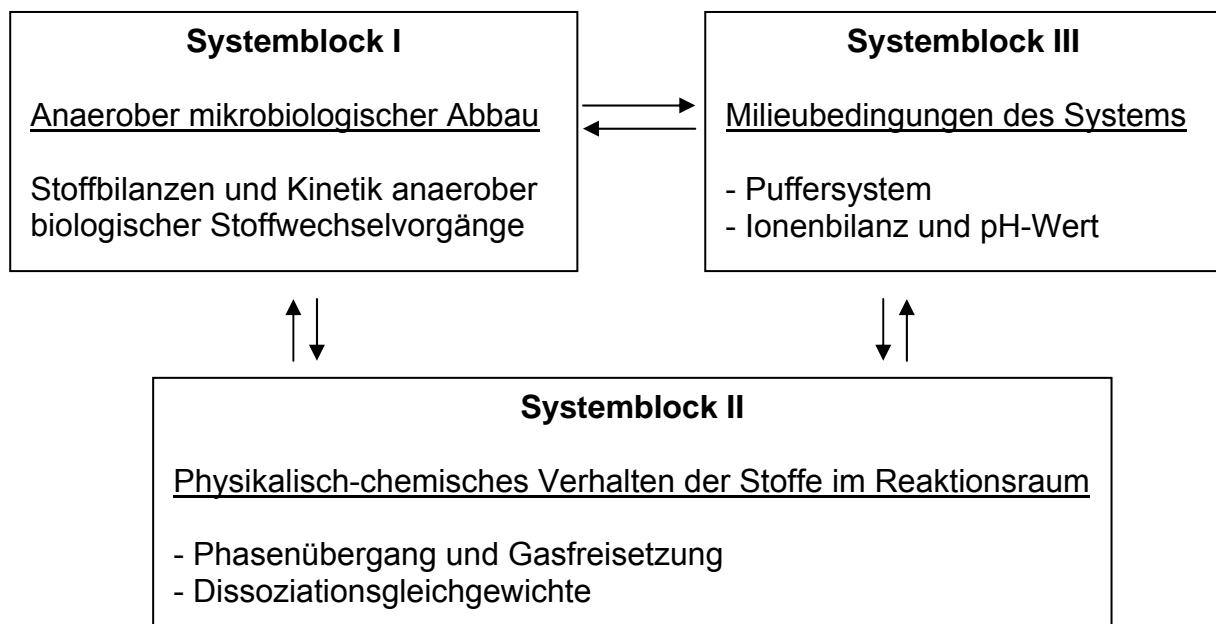 Systemblock I
Anaerober mikrobiologischer Abbau
Stoffbilanzen und Kinetik anaerober
biologischer Stoffwechselvorgänge
Systemblock III
Milieubedingungen des Systems
- Puffersystem
- Ionenbilanz und pH-Wert
Systemblock II
Physikalisch-chemisches Verhalten der Stoffe im Reaktionsraum
- Phasenübergang und Gasfreisetzung
- Dissoziationsgleichgewichte